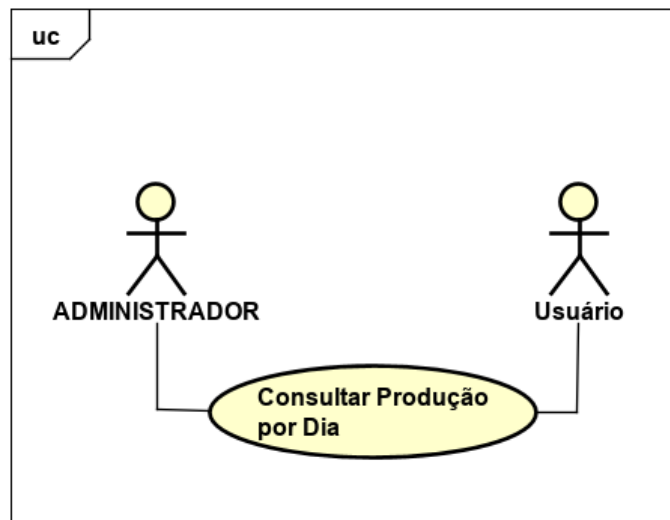 uc
ADMINISTRADOR
Usuário
Consultar Produção
por Dia